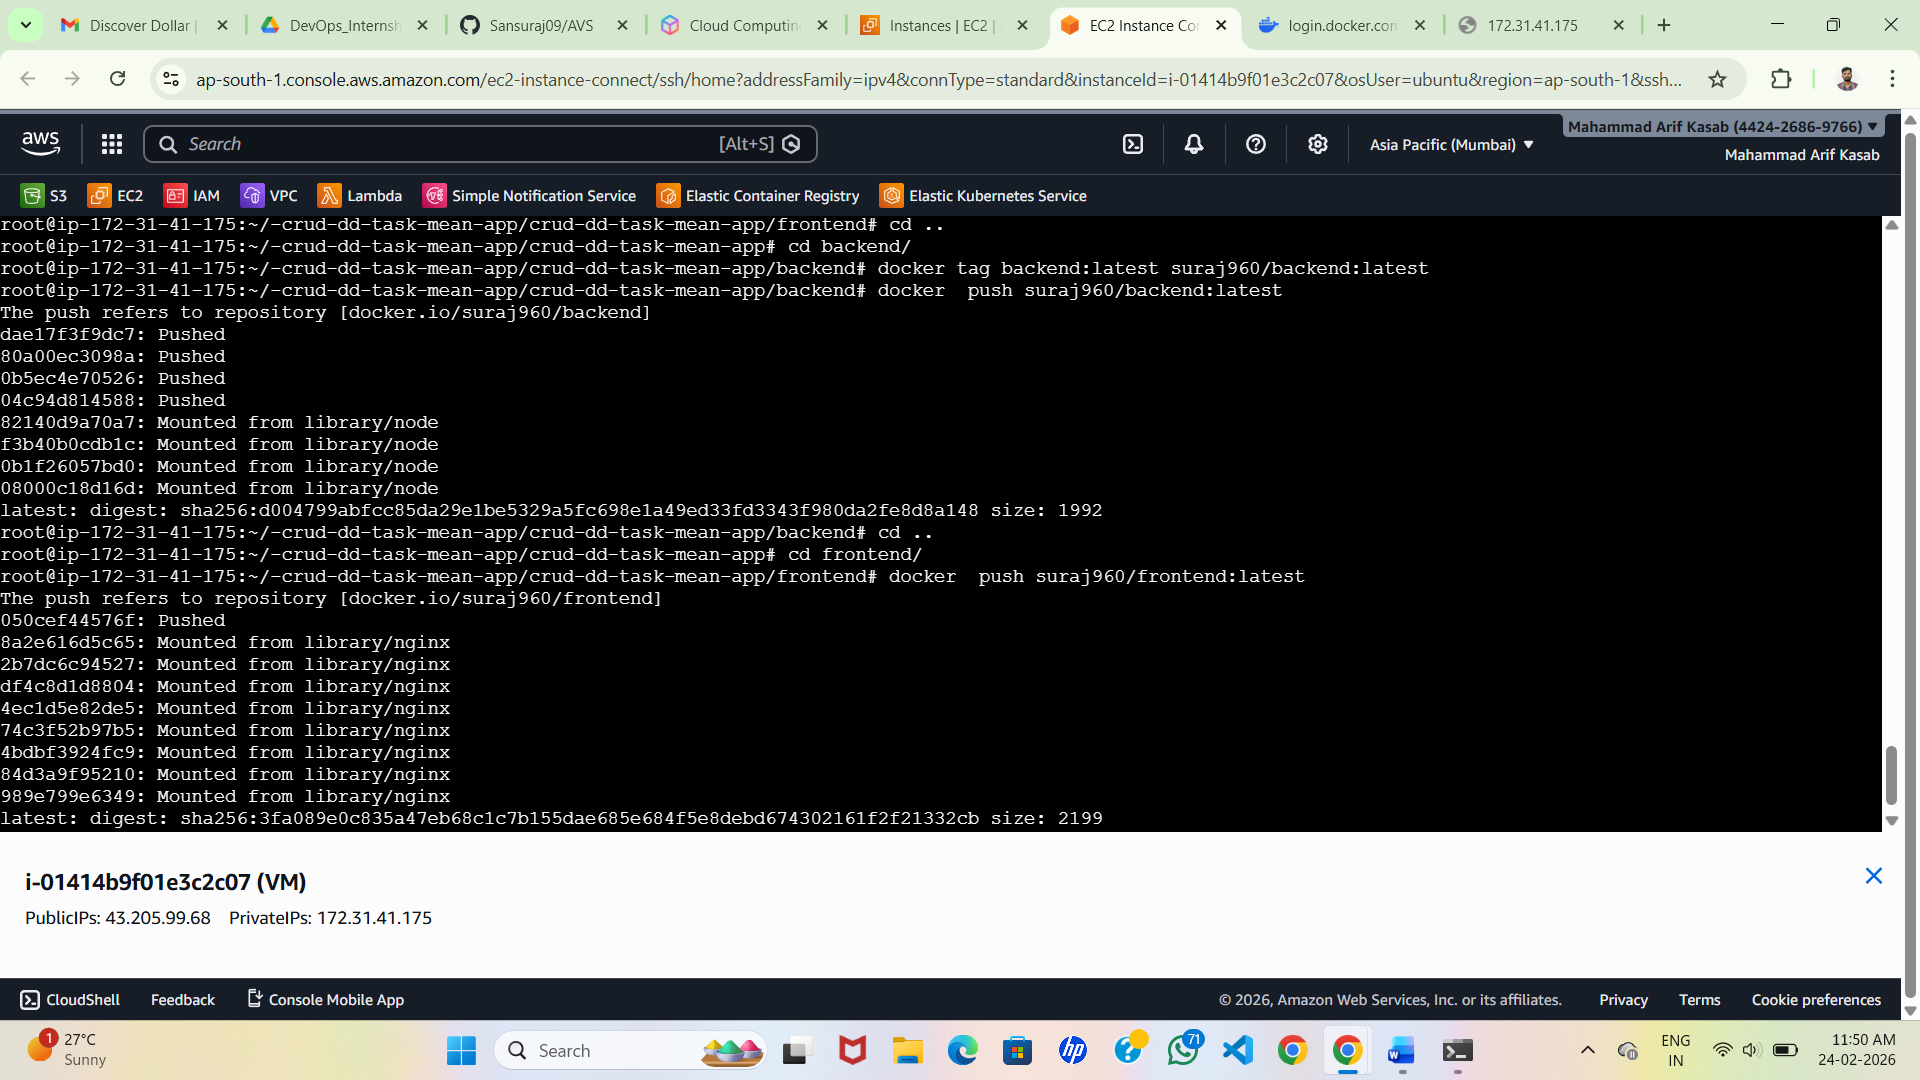 Discover Dollar
DevOps_Internsh
Sansuraj09/AVS
Cloud Computing
Instances | EC2 |
EC2 Instance Co
login.docker.com
172.31.41.175
ap-south-1.console.aws.amazon.com/ec2-instance-connect/ssh/home?addressFamily=ipv4&connType=standard&instanceId=i-01414b9f01e3c2c07&osUser=ubuntu&region=ap-south-1&ssh...
aws
Search
[Alt+S]
Asia Pacific (Mumbai)
Mahammad Arif Kasab (4424-2686-9766)
Mahammad Arif Kasab
S3
EC2
IAM
VPC
Lambda
Simple Notification Service
Elastic Container Registry
Elastic Kubernetes Service
root@ip-172-31-41-175:~/-crud-dd-task-mean-app/crud-dd-task-mean-app/frontend# cd ..
root@ip-172-31-41-175:~/-crud-dd-task-mean-app/crud-dd-task-mean-app# cd backend/
root@ip-172-31-41-175:~/-crud-dd-task-mean-app/crud-dd-task-mean-app/backend# docker tag backend:latest suraj960/backend:latest
root@ip-172-31-41-175:~/-crud-dd-task-mean-app/crud-dd-task-mean-app/backend# docker  push suraj960/backend:latest
The push refers to repository [docker.io/suraj960/backend]
dae17f3f9dc7: Pushed
80a00ec3098a: Pushed
0b5ec4e70526: Pushed
04c94d814588: Pushed
82140d9a70a7: Mounted from library/node
f3b40b0cdb1c: Mounted from library/node
0b1f26057bd0: Mounted from library/node
08000c18d16d: Mounted from library/node
latest: digest: sha256:d004799abfcc85da29e1be5329a5fc698e1a49ed33fd3343f980da2fe8d8a148 size: 1992
root@ip-172-31-41-175:~/-crud-dd-task-mean-app/crud-dd-task-mean-app/backend# cd ..
root@ip-172-31-41-175:~/-crud-dd-task-mean-app/crud-dd-task-mean-app# cd frontend/
root@ip-172-31-41-175:~/-crud-dd-task-mean-app/crud-dd-task-mean-app/frontend# docker  push suraj960/frontend:latest
The push refers to repository [docker.io/suraj960/frontend]
050cef44576f: Pushed
8a2e616d5c65: Mounted from library/nginx
2b7dc6c94527: Mounted from library/nginx
df4c8d1d8804: Mounted from library/nginx
4ec1d5e82de5: Mounted from library/nginx
74c3f52b97b5: Mounted from library/nginx
4bdbf3924fc9: Mounted from library/nginx
84d3a9f95210: Mounted from library/nginx
989e799e6349: Mounted from library/nginx
latest: digest: sha256:3fa089e0c835a47eb68c1c7b155dae685e684f5e8debd674302161f2f21332cb size: 2199
i-01414b9f01e3c2c07 (VM)
PublicIPs: 43.205.99.68    PrivateIPs: 172.31.41.175
CloudShell
Feedback
Console Mobile App
© 2026, Amazon Web Services, Inc. or its affiliates.
Privacy
Terms
Cookie preferences
1
27°C
Sunny
Search
71
ENG
IN
11:50 AM
24-02-2026